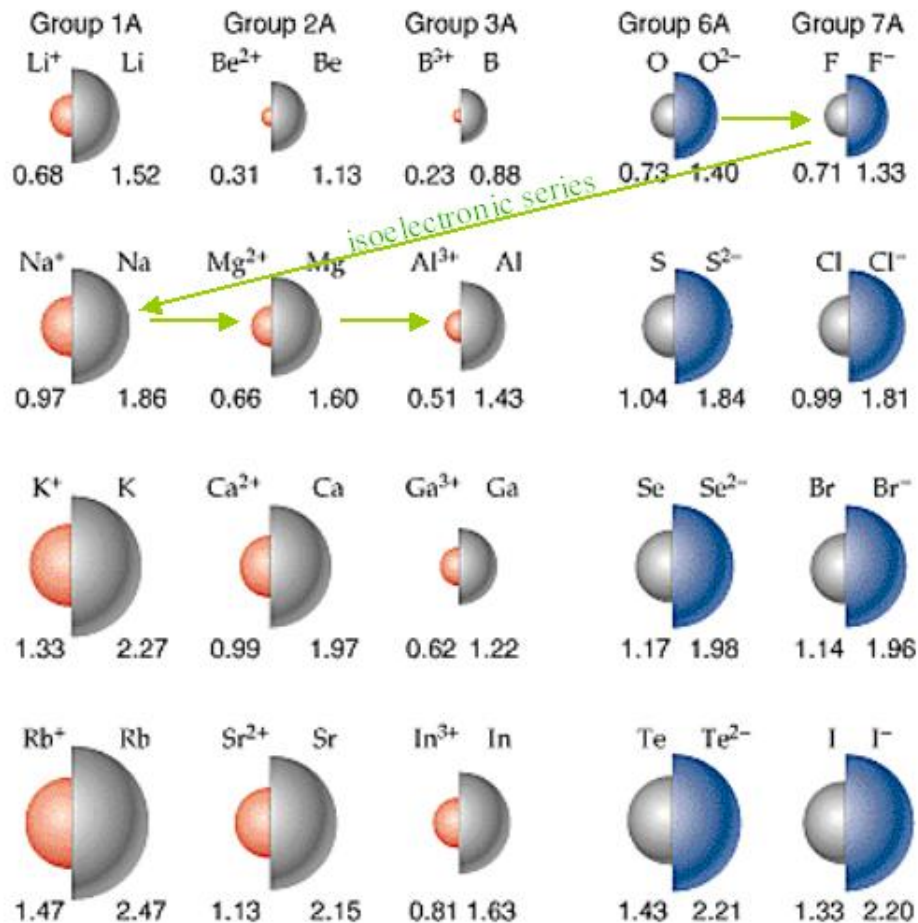 Group 1A Group 2A Group 3A Group 6A Group 7A
Li⁺ Li Be²⁺ Be B³⁺ B O O²⁻ F F⁻
0.68 1.52 0.31 1.13 0.23 0.88 0.73 1.40 0.71 1.33
isoelectronic series
Na⁺ Na Mg²⁺ Mg Al³⁺ Al S S²⁻ Cl Cl⁻
0.97 1.86 0.66 1.60 0.51 1.43 1.04 1.84 0.99 1.81
K⁺ K Ca²⁺ Ca Ga³⁺ Ga Se Se²⁻ Br Br⁻
1.33 2.27 0.99 1.97 0.62 1.22 1.17 1.98 1.14 1.96
Rb⁺ Rb Sr²⁺ Sr In³⁺ In Te Te²⁻ I I⁻
1.47 2.47 1.13 2.15 0.81 1.63 1.43 2.21 1.33 2.20